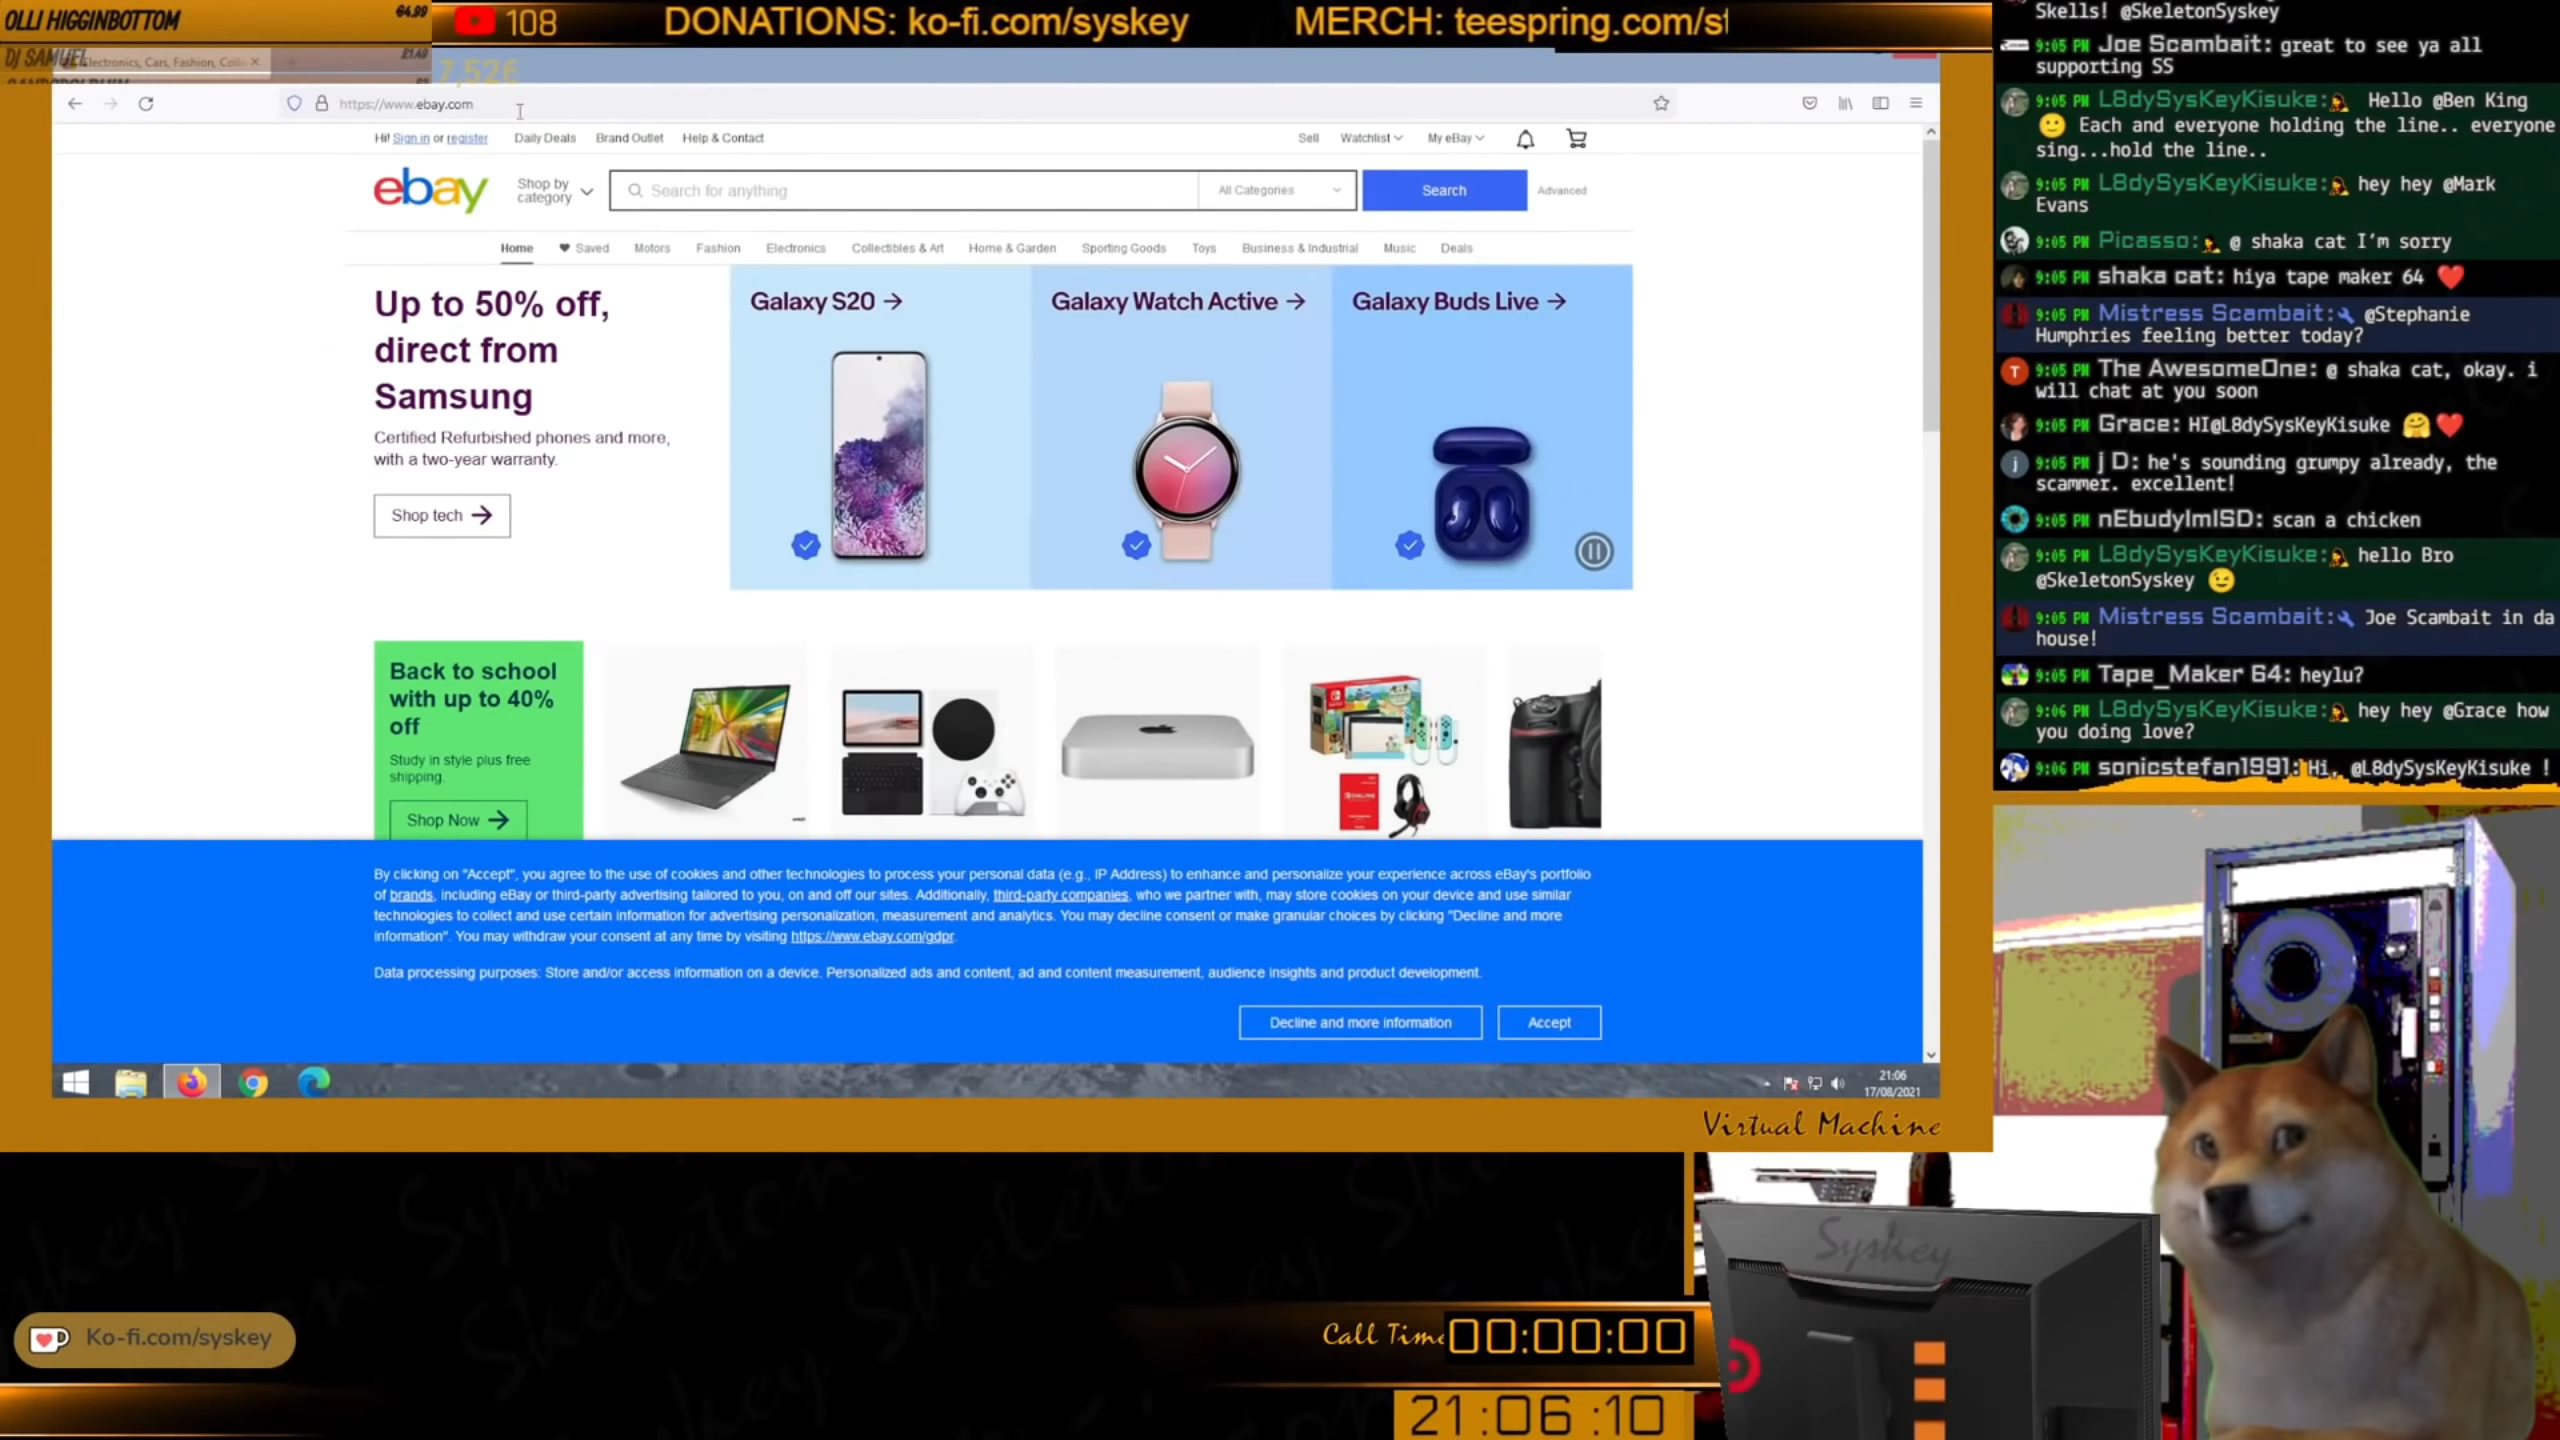 OLLI HIGGINBOTTOM €4.99
DJ SAMUEL £1.49
108
DONATIONS: ko-fi.com/syskey
MERCH: teespring.com/st
7,52€
Electronics, Cars, Fashion, Colle
https://www.ebay.com
Hi! Sign in or register Daily Deals Brand Outlet Help & Contact Sell Watchlist My eBay
ebay Shop by category Search for anything All Categories Search Advanced
Home Saved Motors Fashion Electronics Collectibles & Art Home & Garden Sporting Goods Toys Business & Industrial Music Deals
Up to 50% off,
direct from
Samsung
Certified Refurbished phones and more,
with a two-year warranty.
Shop tech →
Galaxy S20 → Galaxy Watch Active → Galaxy Buds Live →
Back to school
with up to 40%
off
Study in style plus free
shipping.
Shop Now →
By clicking on "Accept", you agree to the use of cookies and other technologies to process your personal data (e.g., IP Address) to enhance and personalize your experience across eBay's portfolio
of brands, including eBay or third-party advertising tailored to you, on and off our sites. Additionally, third-party companies, who we partner with, may store cookies on your device and use similar
technologies to collect and use certain information for advertising personalization, measurement and analytics. You may decline consent or make granular choices by clicking "Decline and more
information". You may withdraw your consent at any time by visiting https://www.ebay.com/gdpr.
Data processing purposes: Store and/or access information on a device. Personalized ads and content, ad and content measurement, audience insights and product development.
Decline and more information Accept
21:06
17/08/2021
Virtual Machine
Skells! @SkeletonSyskey
9:05 PM Joe Scambait: great to see ya all
supporting SS
9:05 PM L8dySysKeyKisuke: Hello @Ben King
🙂 Each and everyone holding the line.. everyone
sing...hold the line..
9:05 PM L8dySysKeyKisuke: hey hey @Mark
Evans
9:05 PM Picasso: @ shaka cat I'm sorry
9:05 PM shaka cat: hiya tape maker 64 ❤️
9:05 PM Mistress Scambait: @Stephanie
Humphries feeling better today?
9:05 PM The AwesomeOne: @ shaka cat, okay. i
will chat at you soon
9:05 PM Grace: HI@L8dySysKeyKisuke 🤗❤️
9:05 PM j D: he's sounding grumpy already, the
scammer. excellent!
9:05 PM nEbudyImISD: scan a chicken
9:05 PM L8dySysKeyKisuke: hello Bro
@SkeletonSyskey 😉
9:05 PM Mistress Scambait: Joe Scambait in da
house!
9:05 PM Tape_Maker 64: heylu?
9:06 PM L8dySysKeyKisuke: hey hey @Grace how
you doing love?
9:06 PM sonicstefan1991: Hi, @L8dySysKeyKisuke !
Syskey
Ko-fi.com/syskey
Call Time 00:00:00
21:06:10